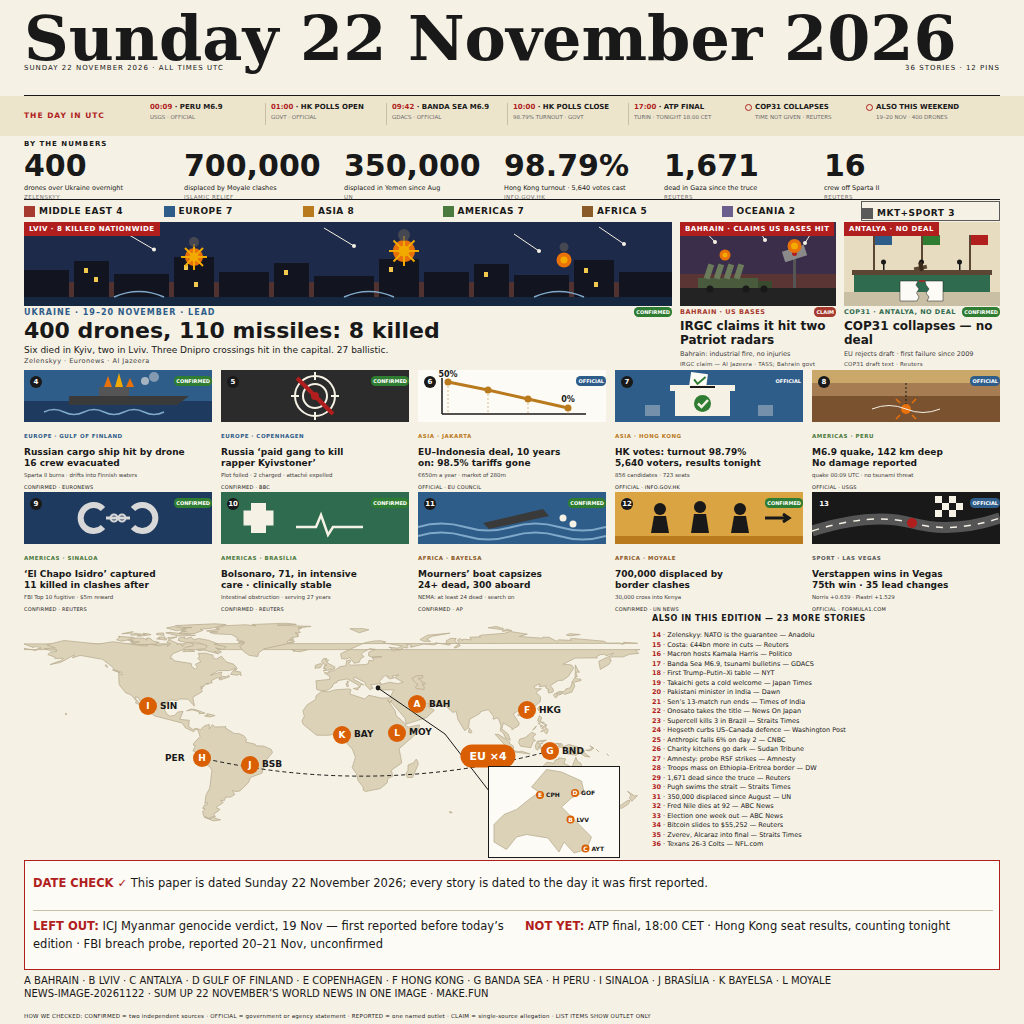 Sunday 22 November 2026
SUNDAY 22 NOVEMBER 2026 · ALL TIMES UTC
36 STORIES · 12 PINS
THE DAY IN UTC
00:09 · PERU M6.9
USGS · OFFICIAL
01:00 · HK POLLS OPEN
GOVT · OFFICIAL
09:42 · BANDA SEA M6.9
GDACS · OFFICIAL
10:00 · HK POLLS CLOSE
98.79% TURNOUT · GOVT
17:00 · ATP FINAL
TURIN · TONIGHT 18:00 CET
COP31 COLLAPSES
TIME NOT GIVEN · REUTERS
ALSO THIS WEEKEND
19–20 NOV · 400 DRONES
BY THE NUMBERS
400
drones over Ukraine overnight
ZELENSKYY
700,000
displaced by Moyale clashes
ISLAMIC RELIEF
350,000
displaced in Yemen since Aug
UN
98.79%
Hong Kong turnout · 5,640 votes cast
INFO.GOV.HK
1,671
dead in Gaza since the truce
REUTERS
16
crew off Sparta II
REUTERS
MIDDLE EAST 4
EUROPE 7
ASIA 8
AMERICAS 7
AFRICA 5
OCEANIA 2
MKT+SPORT 3
LVIV · 8 KILLED NATIONWIDE
BAHRAIN · CLAIMS US BASES HIT
ANTALYA · NO DEAL
UKRAINE · 19–20 NOVEMBER · LEAD
CONFIRMED
400 drones, 110 missiles: 8 killed
Six died in Kyiv, two in Lviv. Three Dnipro crossings hit in the capital. 27 ballistic.
Zelenskyy · Euronews · Al Jazeera
BAHRAIN · US BASES
CLAIM
IRGC claims it hit two
Patriot radars
Bahrain: industrial fire, no injuries
IRGC claim — Al Jazeera · TASS; Bahrain govt
COP31 · ANTALYA, NO DEAL
CONFIRMED
COP31 collapses — no
deal
EU rejects draft · first failure since 2009
COP31 draft text · Reuters
4
CONFIRMED
EUROPE · GULF OF FINLAND
Russian cargo ship hit by drone
16 crew evacuated
Sparta II burns · drifts into Finnish waters
CONFIRMED · EURONEWS
5
CONFIRMED
EUROPE · COPENHAGEN
Russia ‘paid gang to kill
rapper Kyivstoner’
Plot foiled · 2 charged · attaché expelled
CONFIRMED · BBC
6
50%
0%
OFFICIAL
ASIA · JAKARTA
EU–Indonesia deal, 10 years
on: 98.5% tariffs gone
€650m a year · market of 280m
OFFICIAL · EU COUNCIL
7
OFFICIAL
ASIA · HONG KONG
HK votes: turnout 98.79%
5,640 voters, results tonight
856 candidates · 723 seats
OFFICIAL · INFO.GOV.HK
8
OFFICIAL
AMERICAS · PERU
M6.9 quake, 142 km deep
No damage reported
quake 00:09 UTC · no tsunami threat
OFFICIAL · USGS
9
CONFIRMED
AMERICAS · SINALOA
‘El Chapo Isidro’ captured
11 killed in clashes after
FBI Top 10 fugitive · $5m reward
CONFIRMED · REUTERS
10
CONFIRMED
AMERICAS · BRASÍLIA
Bolsonaro, 71, in intensive
care · clinically stable
Intestinal obstruction · serving 27 years
CONFIRMED · REUTERS
11
CONFIRMED
AFRICA · BAYELSA
Mourners’ boat capsizes
24+ dead, 300 aboard
NEMA: at least 24 dead · search on
CONFIRMED · AP
12
CONFIRMED
AFRICA · MOYALE
700,000 displaced by
border clashes
30,000 cross into Kenya
CONFIRMED · UN NEWS
13
OFFICIAL
SPORT · LAS VEGAS
Verstappen wins in Vegas
75th win · 35 lead changes
Norris +0.639 · Piastri +1.529
OFFICIAL · FORMULA1.COM
I SIN
A BAH
F HKG
K BAY
L MOY
PER H
J BSB
EU ×4
G BND
E CPH
D GOF
B LVV
C AYT
ALSO IN THIS EDITION — 23 MORE STORIES
14 · Zelenskyy: NATO is the guarantee — Anadolu
15 · Costa: €44bn more in cuts — Reuters
16 · Macron hosts Kamala Harris — Politico
17 · Banda Sea M6.9, tsunami bulletins — GDACS
18 · First Trump–Putin–Xi table — NYT
19 · Takaichi gets a cold welcome — Japan Times
20 · Pakistani minister in India — Dawn
21 · Sen’s 13-match run ends — Times of India
22 · Onosato takes the title — News On Japan
23 · Supercell kills 3 in Brazil — Straits Times
24 · Hegseth curbs US–Canada defence — Washington Post
25 · Anthropic falls 6% on day 2 — CNBC
26 · Charity kitchens go dark — Sudan Tribune
27 · Amnesty: probe RSF strikes — Amnesty
28 · Troops mass on Ethiopia–Eritrea border — DW
29 · 1,671 dead since the truce — Reuters
30 · Pugh swims the strait — Straits Times
31 · 350,000 displaced since August — UN
32 · Fred Nile dies at 92 — ABC News
33 · Election one week out — ABC News
34 · Bitcoin slides to $55,252 — Reuters
35 · Zverev, Alcaraz into final — Straits Times
36 · Texans 26-3 Colts — NFL.com
DATE CHECK ✓ This paper is dated Sunday 22 November 2026; every story is dated to the day it was first reported.
LEFT OUT: ICJ Myanmar genocide verdict, 19 Nov — first reported before today’s
edition · FBI breach probe, reported 20–21 Nov, unconfirmed
NOT YET: ATP final, 18:00 CET · Hong Kong seat results, counting tonight
A BAHRAIN · B LVIV · C ANTALYA · D GULF OF FINLAND · E COPENHAGEN · F HONG KONG · G BANDA SEA · H PERU · I SINALOA · J BRASÍLIA · K BAYELSA · L MOYALE
NEWS-IMAGE-20261122 · SUM UP 22 NOVEMBER’S WORLD NEWS IN ONE IMAGE · MAKE.FUN
HOW WE CHECKED: CONFIRMED = two independent sources · OFFICIAL = government or agency statement · REPORTED = one named outlet · CLAIM = single-source allegation · LIST ITEMS SHOW OUTLET ONLY